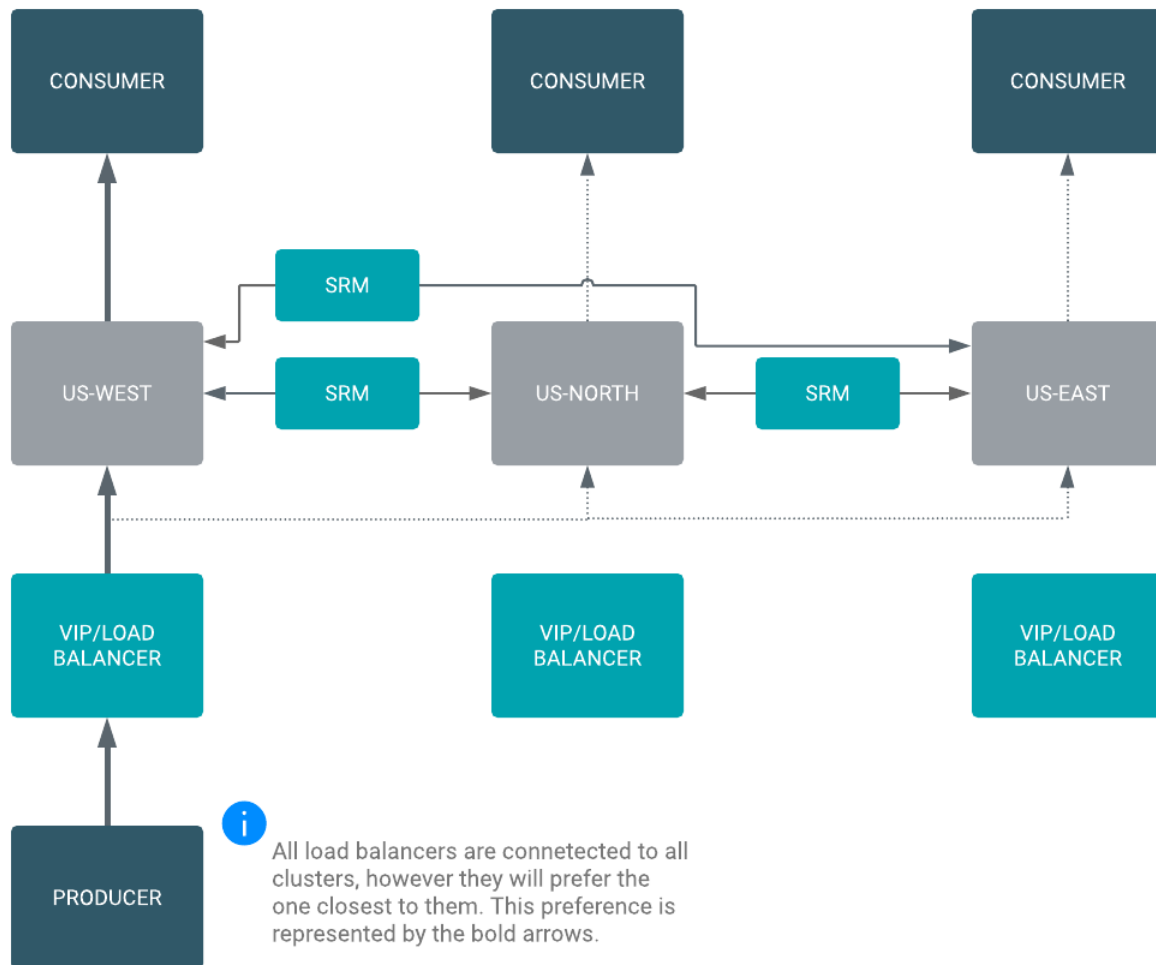 CONSUMER
CONSUMER
CONSUMER
SRM
US-WEST
SRM
US-NORTH
SRM
US-EAST
VIP/LOAD
BALANCER
VIP/LOAD
BALANCER
VIP/LOAD
BALANCER
PRODUCER
i
All load balancers are connetected to all
clusters, however they will prefer the
one closest to them. This preference is
represented by the bold arrows.